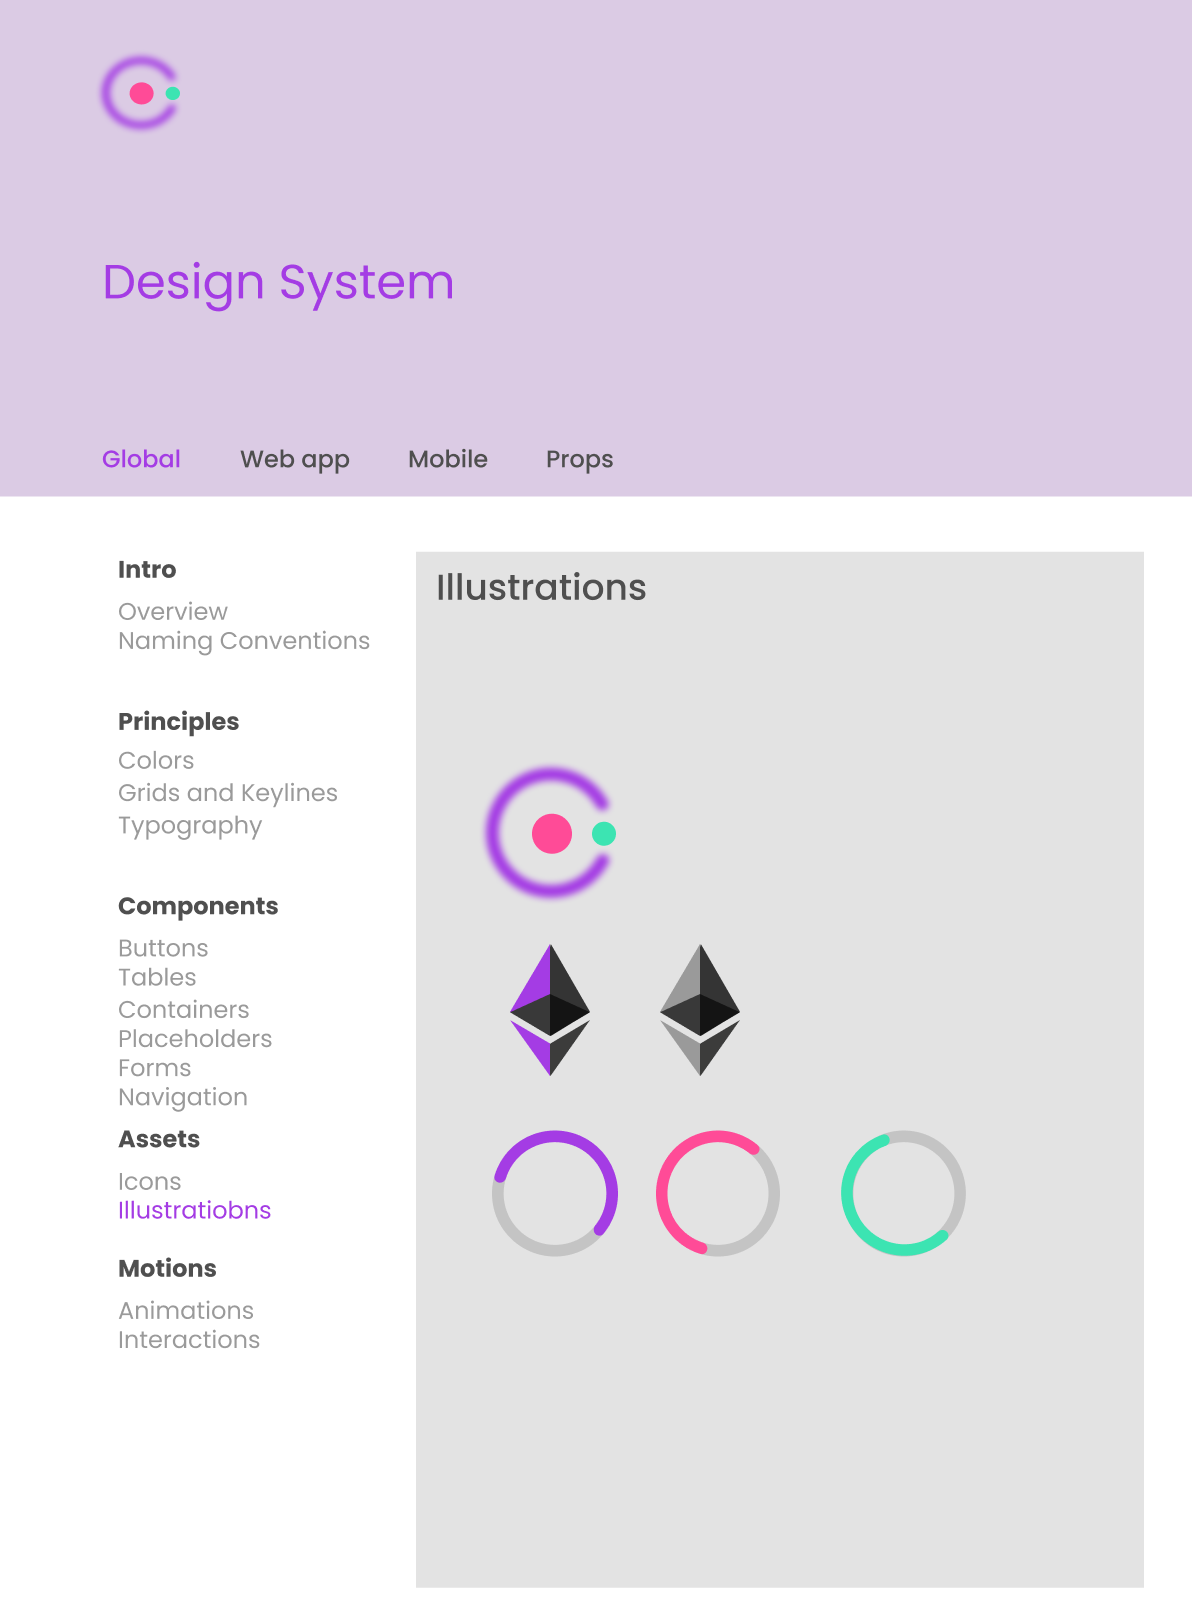 Design System
Global Web app Mobile Props
Intro
Overview
Naming Conventions
Principles
Colors
Grids and Keylines
Typography
Components
Buttons
Tables
Containers
Placeholders
Forms
Navigation
Assets
Icons
Illustratiobns
Motions
Animations
Interactions
Illustrations